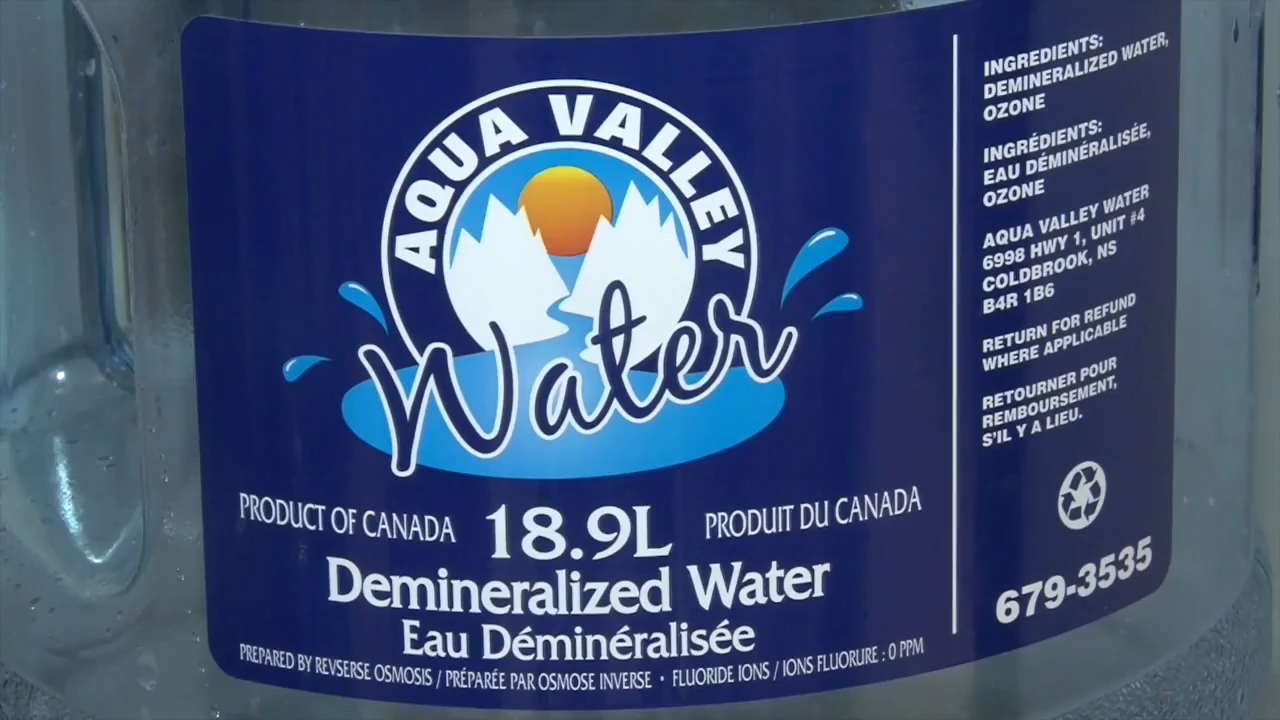 AQUA VALLEY
Water
PRODUCT OF CANADA 18.9L PRODUIT DU CANADA
Demineralized Water
Eau Déminéralisée
PREPARED BY REVSERSE OSMOSIS / PRÉPARÉE PAR OSMOSE INVERSE • FLUORIDE IONS / IONS FLUORURE : 0 PPM
INGREDIENTS:
DEMINERALIZED WATER,
OZONE
INGRÉDIENTS:
EAU DÉMINÉRALISÉE,
OZONE
AQUA VALLEY WATER
6998 HWY 1, UNIT #4
COLDBROOK, NS
B4R 1B6
RETURN FOR REFUND
WHERE APPLICABLE
RETOURNER POUR
REMBOURSEMENT,
S'IL Y A LIEU.
679-3535